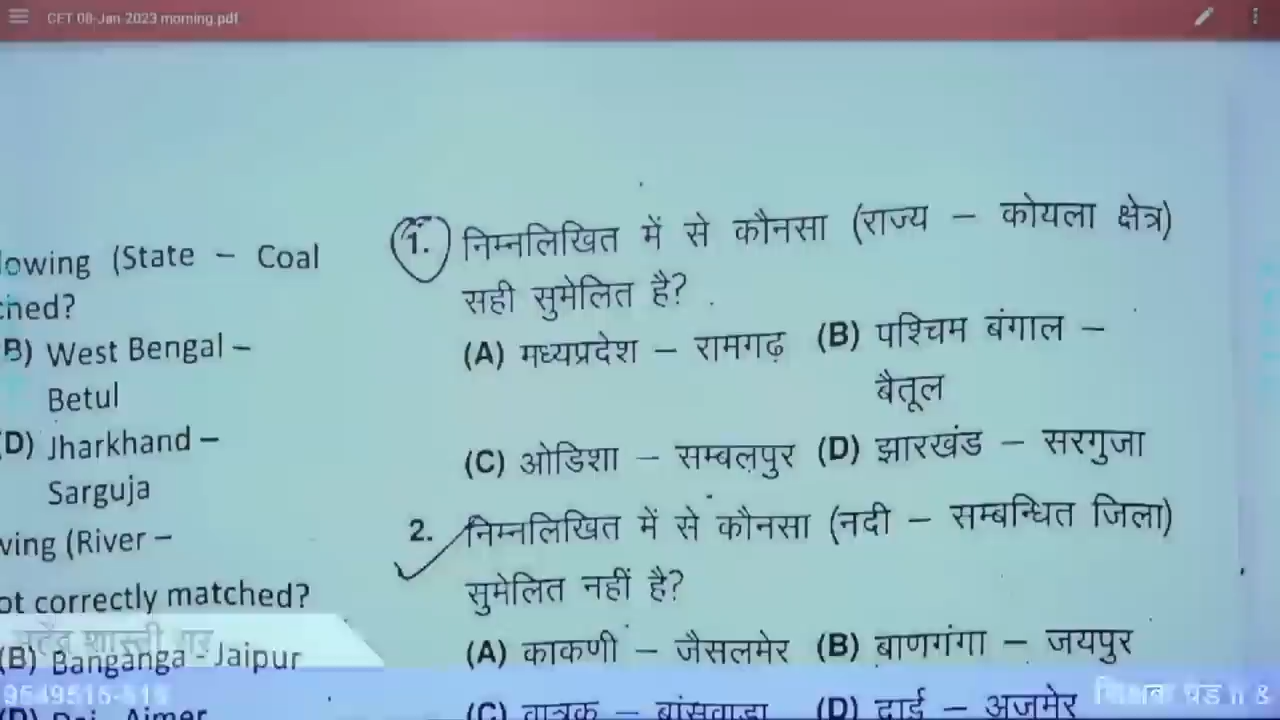 CET 08-Jan-2023 morning.pdf
lowing (State – Coal
ched?
B) West Bengal –
Betul
(D) Jharkhand –
Sarguja
ving (River –
ot correctly matched?
(B) Banganga - Jaipur
1. निम्नलिखित में से कौनसा (राज्य – कोयला क्षेत्र)
सही सुमेलित है?
(A) मध्यप्रदेश – रामगढ़ (B) पश्चिम बंगाल –
बैतूल
(C) ओडिशा – सम्बलपुर (D) झारखंड – सरगुजा
2. निम्नलिखित में से कौनसा (नदी – सम्बन्धित जिला)
सुमेलित नहीं है?
(A) काकणी – जैसलमेर (B) बाणगंगा – जयपुर
(C) वात्रक – बांसवाड़ा (D) दाई – अजमेर